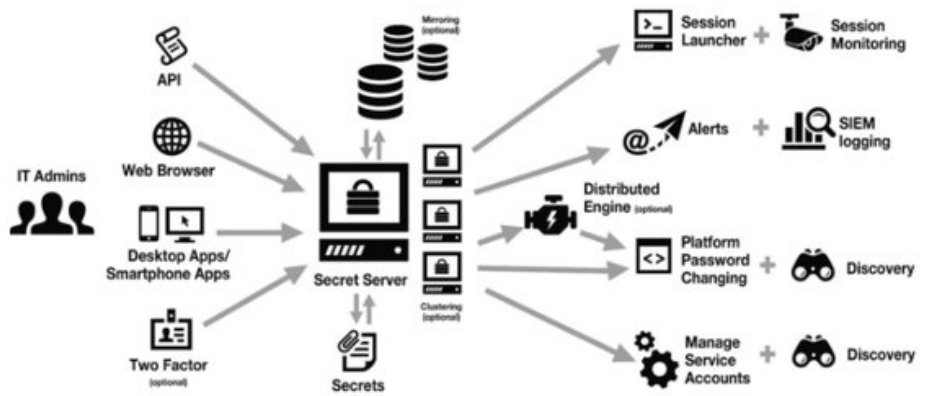 IT Admins
API
Web Browser
Desktop Apps/
Smartphone Apps
Two Factor
(optional)
Mirroring
(optional)
Secret Server
Clustering
(optional)
Secrets
Session
Launcher
+
Session
Monitoring
@
Alerts
+
SIEM
logging
Distributed
Engine (optional)
<>
Platform
Password
Changing
+
Discovery
Manage
Service
Accounts
+
Discovery